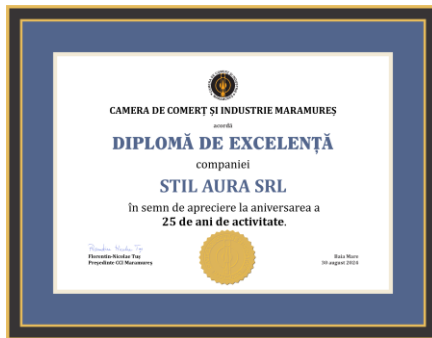 CAMERA DE COMERȚ ȘI INDUSTRIE MARAMUREȘ
acordă
DIPLOMĂ DE EXCELENȚĂ
companiei
STIL AURA SRL
în semn de apreciere la aniversarea a
25 de ani de activitate.
Florentin-Nicolae Tuș
Președinte CCI Maramureș
Baia Mare
30 august 2024